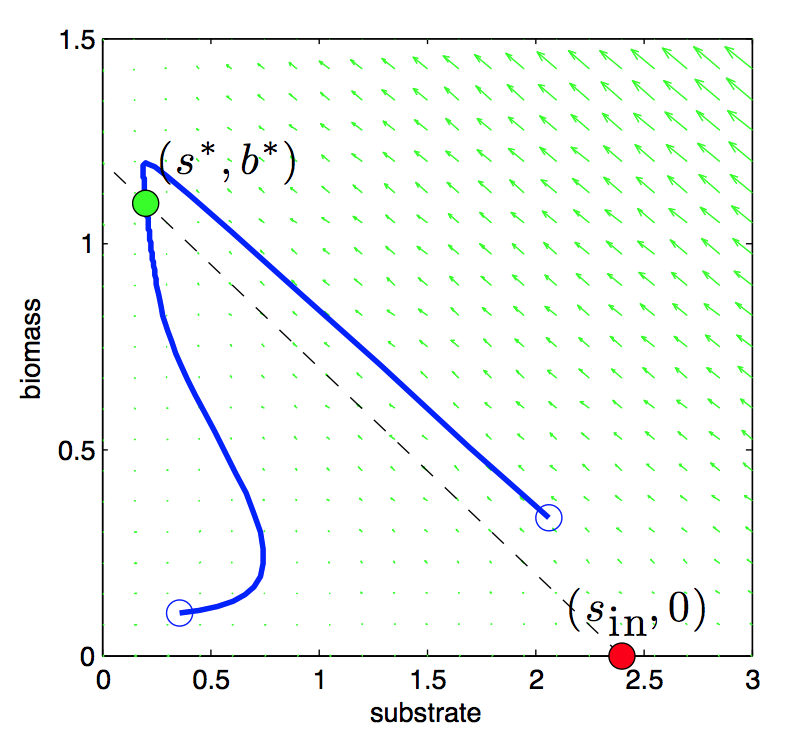 1.5
(s*, b*)
1
biomass
0.5
(s_in, 0)
0
0 0.5 1 1.5 2 2.5 3
substrate